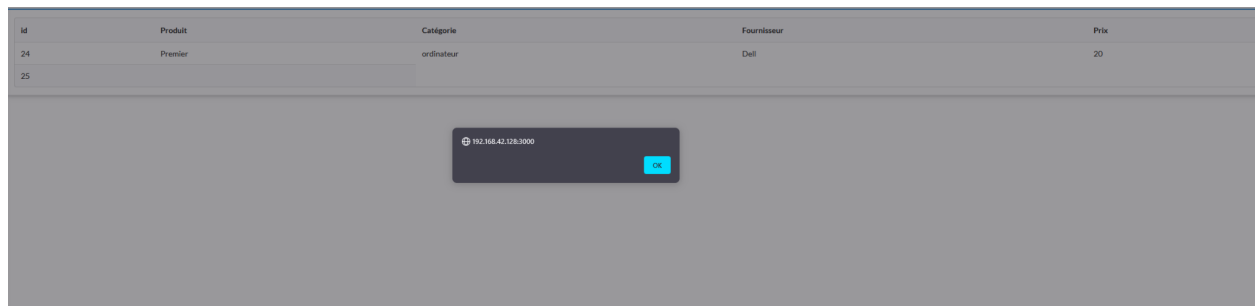 id Produit Catégorie Fournisseur Prix
24 Premier ordinateur Dell 20
25
192.168.42.128:3000
OK